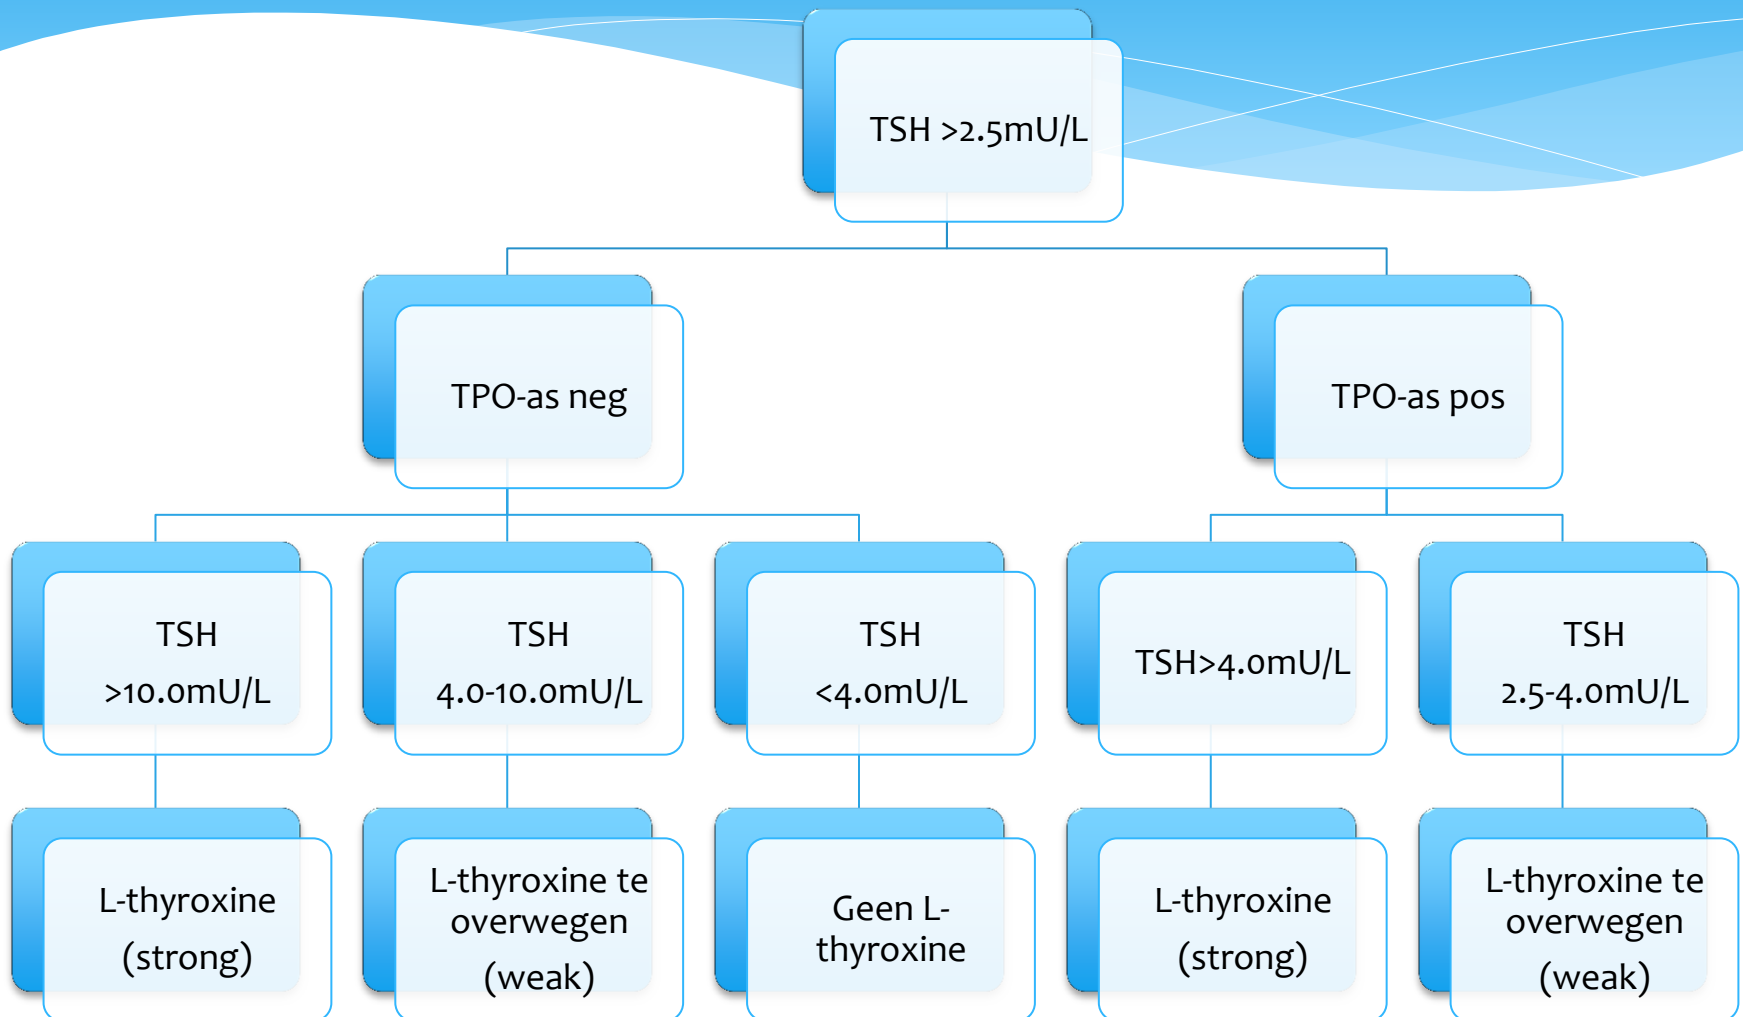 TSH >2.5mU/L
TPO-as neg
TPO-as pos
TSH
>10.0mU/L
TSH
4.0-10.0mU/L
TSH
<4.0mU/L
TSH>4.0mU/L
TSH
2.5-4.0mU/L
L-thyroxine
(strong)
L-thyroxine te
overwegen
(weak)
Geen L-
thyroxine
L-thyroxine
(strong)
L-thyroxine te
overwegen
(weak)